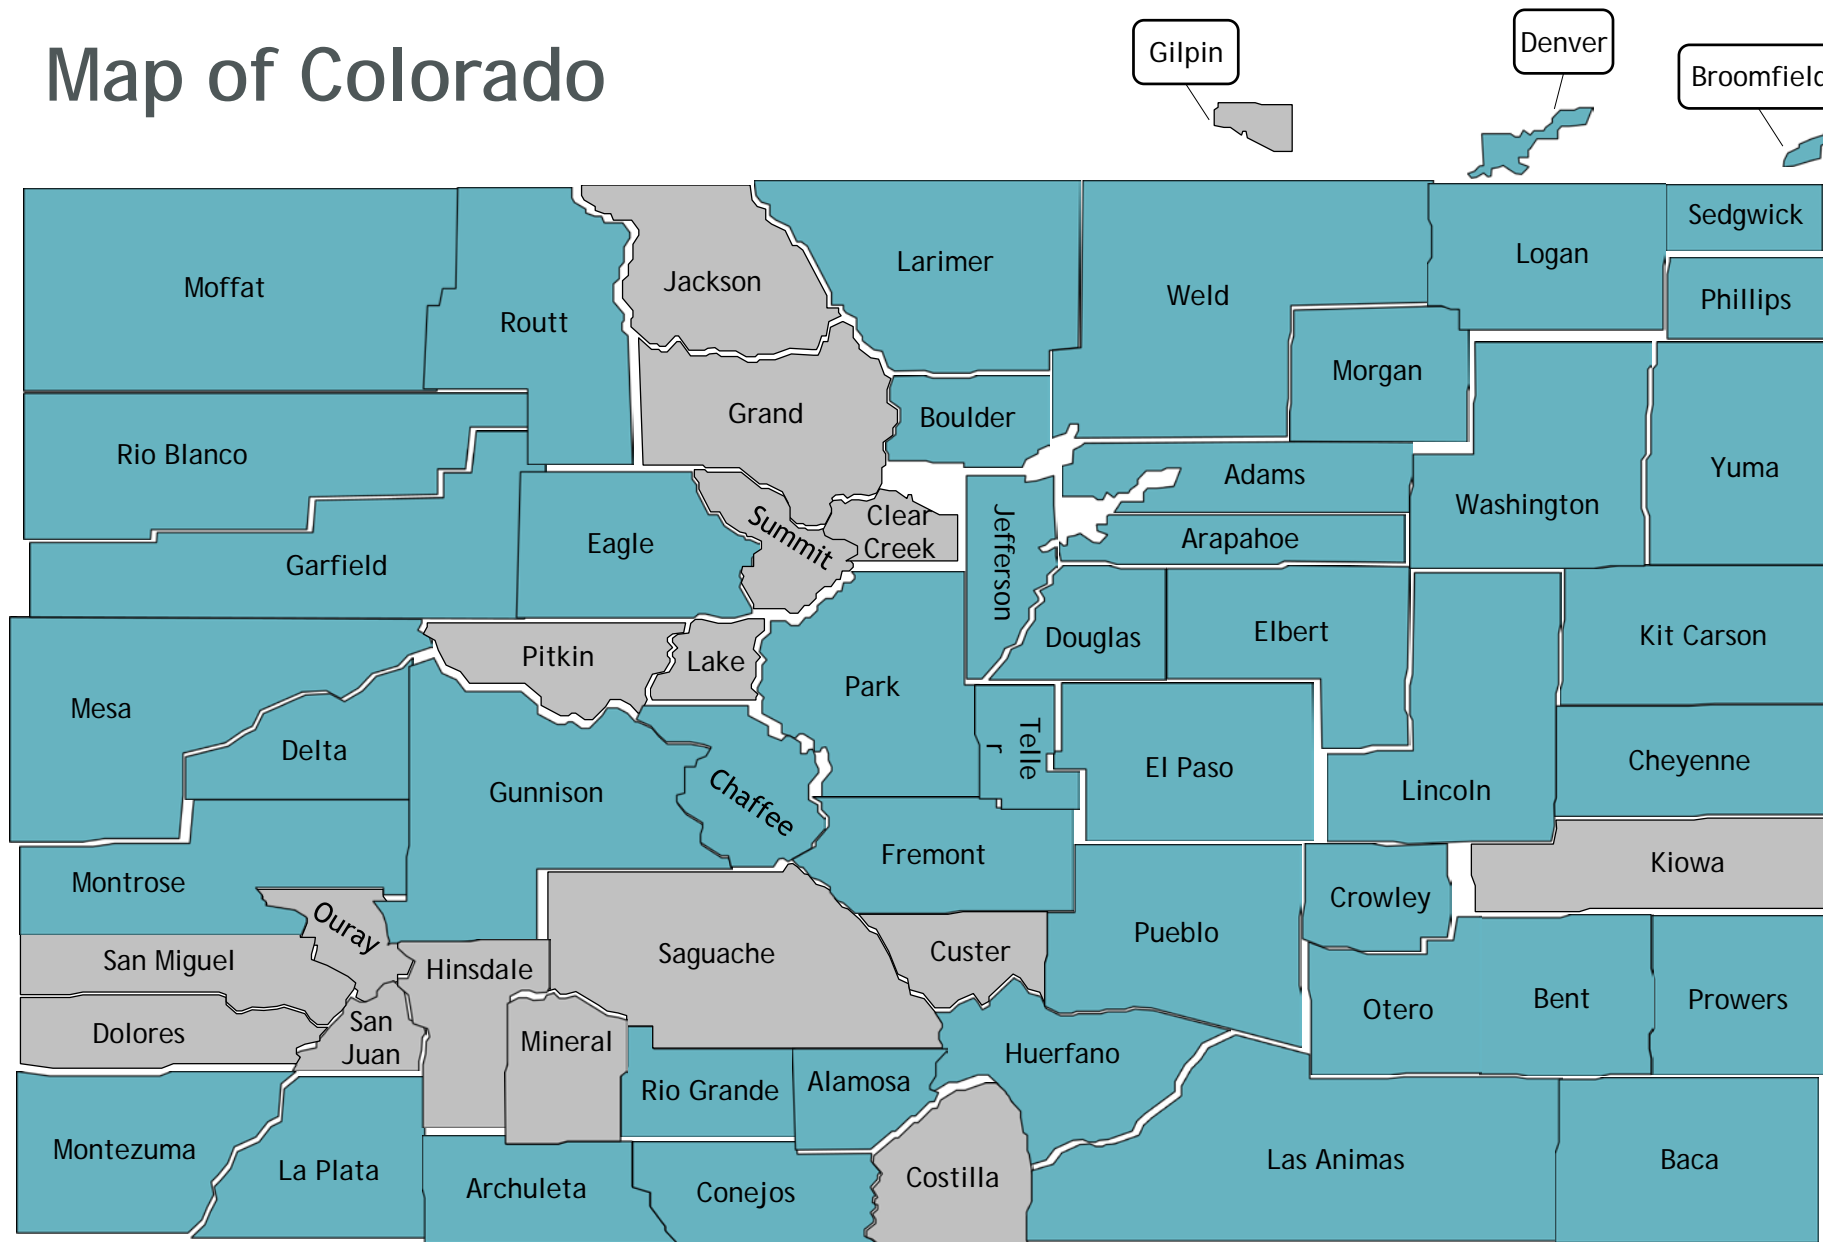 Map of Colorado
Gilpin
Denver
Broomfield
Moffat
Routt
Jackson
Larimer
Weld
Logan
Sedgwick
Phillips
Morgan
Grand
Boulder
Rio Blanco
Adams
Washington
Yuma
Garfield
Eagle
Summit
Clear
Creek
Jefferson
Arapahoe
Mesa
Pitkin
Lake
Park
Douglas
Elbert
Kit Carson
Delta
Gunnison
Chaffee
Telle
r
El Paso
Lincoln
Cheyenne
Montrose
Fremont
Kiowa
Crowley
Ouray
San Miguel
Hinsdale
Saguache
Custer
Pueblo
Dolores
San
Juan
Mineral
Otero
Bent
Prowers
Rio Grande
Alamosa
Huerfano
Montezuma
La Plata
Archuleta
Conejos
Costilla
Las Animas
Baca